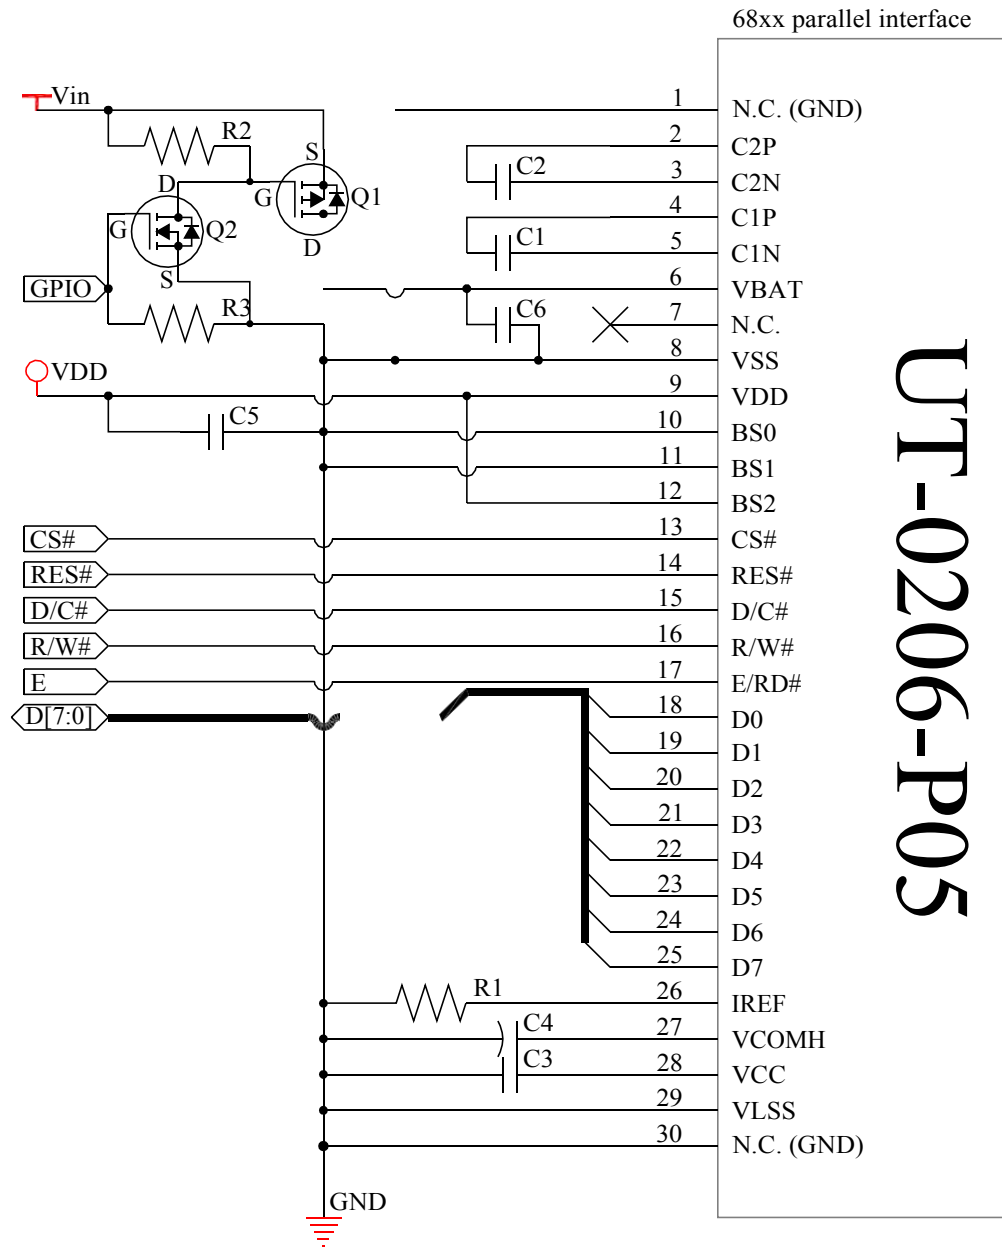 68xx parallel interface
Vin
R2
S
D
G
Q1
G
Q2
D
S
GPIO
R3
VDD
C5
CS#
RES#
D/C#
R/W#
E
D[7:0]
C2
C1
C6
R1
C4
C3
GND
1 N.C. (GND)
2 C2P
3 C2N
4 C1P
5 C1N
6 VBAT
7 N.C.
8 VSS
9 VDD
10 BS0
11 BS1
12 BS2
13 CS#
14 RES#
15 D/C#
16 R/W#
17 E/RD#
18 D0
19 D1
20 D2
21 D3
22 D4
23 D5
24 D6
25 D7
26 IREF
27 VCOMH
28 VCC
29 VLSS
30 N.C. (GND)
UT-0206-P05